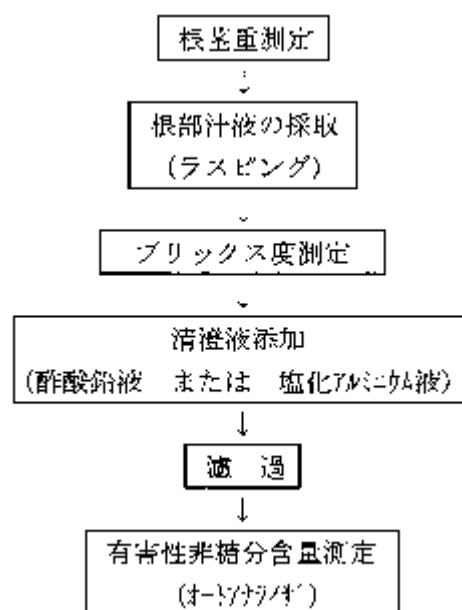 根茎重測定
↓
根部汁液の採取
(ラスピング)
↓
ブリックス度測定
↓
清澄液添加
(酢酸鉛液 または 塩化ｱﾙﾐﾆｳﾑ液)
↓
濾 過
↓
有害性非糖分含量測定
(ｵｰﾄｱﾅﾗｲｻﾞ)